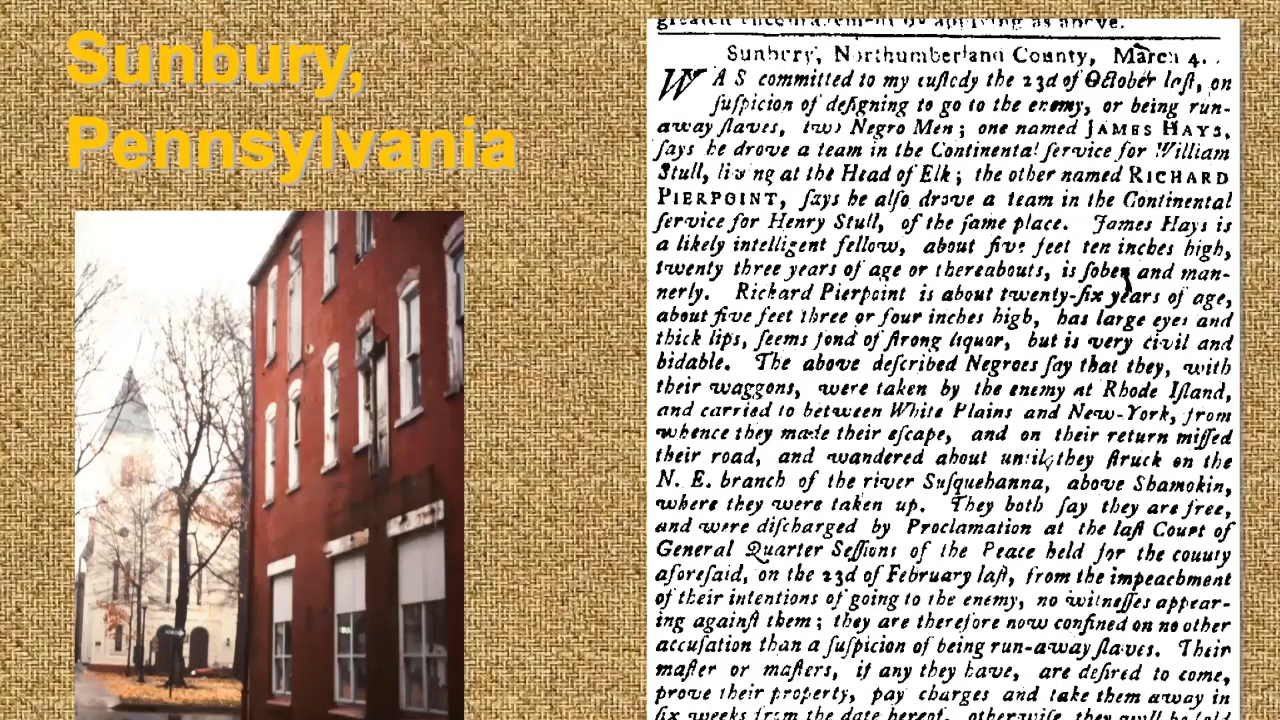 Sunbury,
Pennsylvania
greatest encouragement by applying as above.
Sunbury, Northumberland County, March 4.
WAS committed to my custody the 23d of October last, on
suspicion of designing to go to the enemy, or being run-
away slaves, two Negro Men; one named JAMES HAYS,
says he drove a team in the Continental service for William
Stull, living at the Head of Elk; the other named RICHARD
PIERPOINT, says he also drove a team in the Continental
service for Henry Stull, of the same place. James Hays is
a likely intelligent fellow, about five feet ten inches high,
twenty three years of age or thereabouts, is sober and man-
nerly. Richard Pierpoint is about twenty-six years of age,
about five feet three or four inches high, has large eyes and
thick lips, seems fond of strong liquor, but is very civil and
bidable. The above described Negroes say that they, with
their waggons, were taken by the enemy at Rhode Island,
and carried to between White Plains and New-York, from
whence they made their escape, and on their return missed
their road, and wandered about until they struck on the
N. E. branch of the river Susquehanna, above Shamokin,
where they were taken up. They both say they are free,
and were discharged by Proclamation at the last Court of
General Quarter Sessions of the Peace held for the county
aforesaid, on the 23d of February last, from the impeachment
of their intentions of going to the enemy, no witnesses appear-
ing against them; they are therefore now confined on no other
accusation than a suspicion of being run-away slaves. Their
master or masters, if any they have, are desired to come,
prove their property, pay charges and take them away in
six weeks from the date hereof, otherwise they will be sold